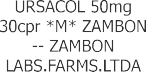 URSACOL 50mg
30cpr *M* ZAMBON
-- ZAMBON
LABS.FARMS.LTDA